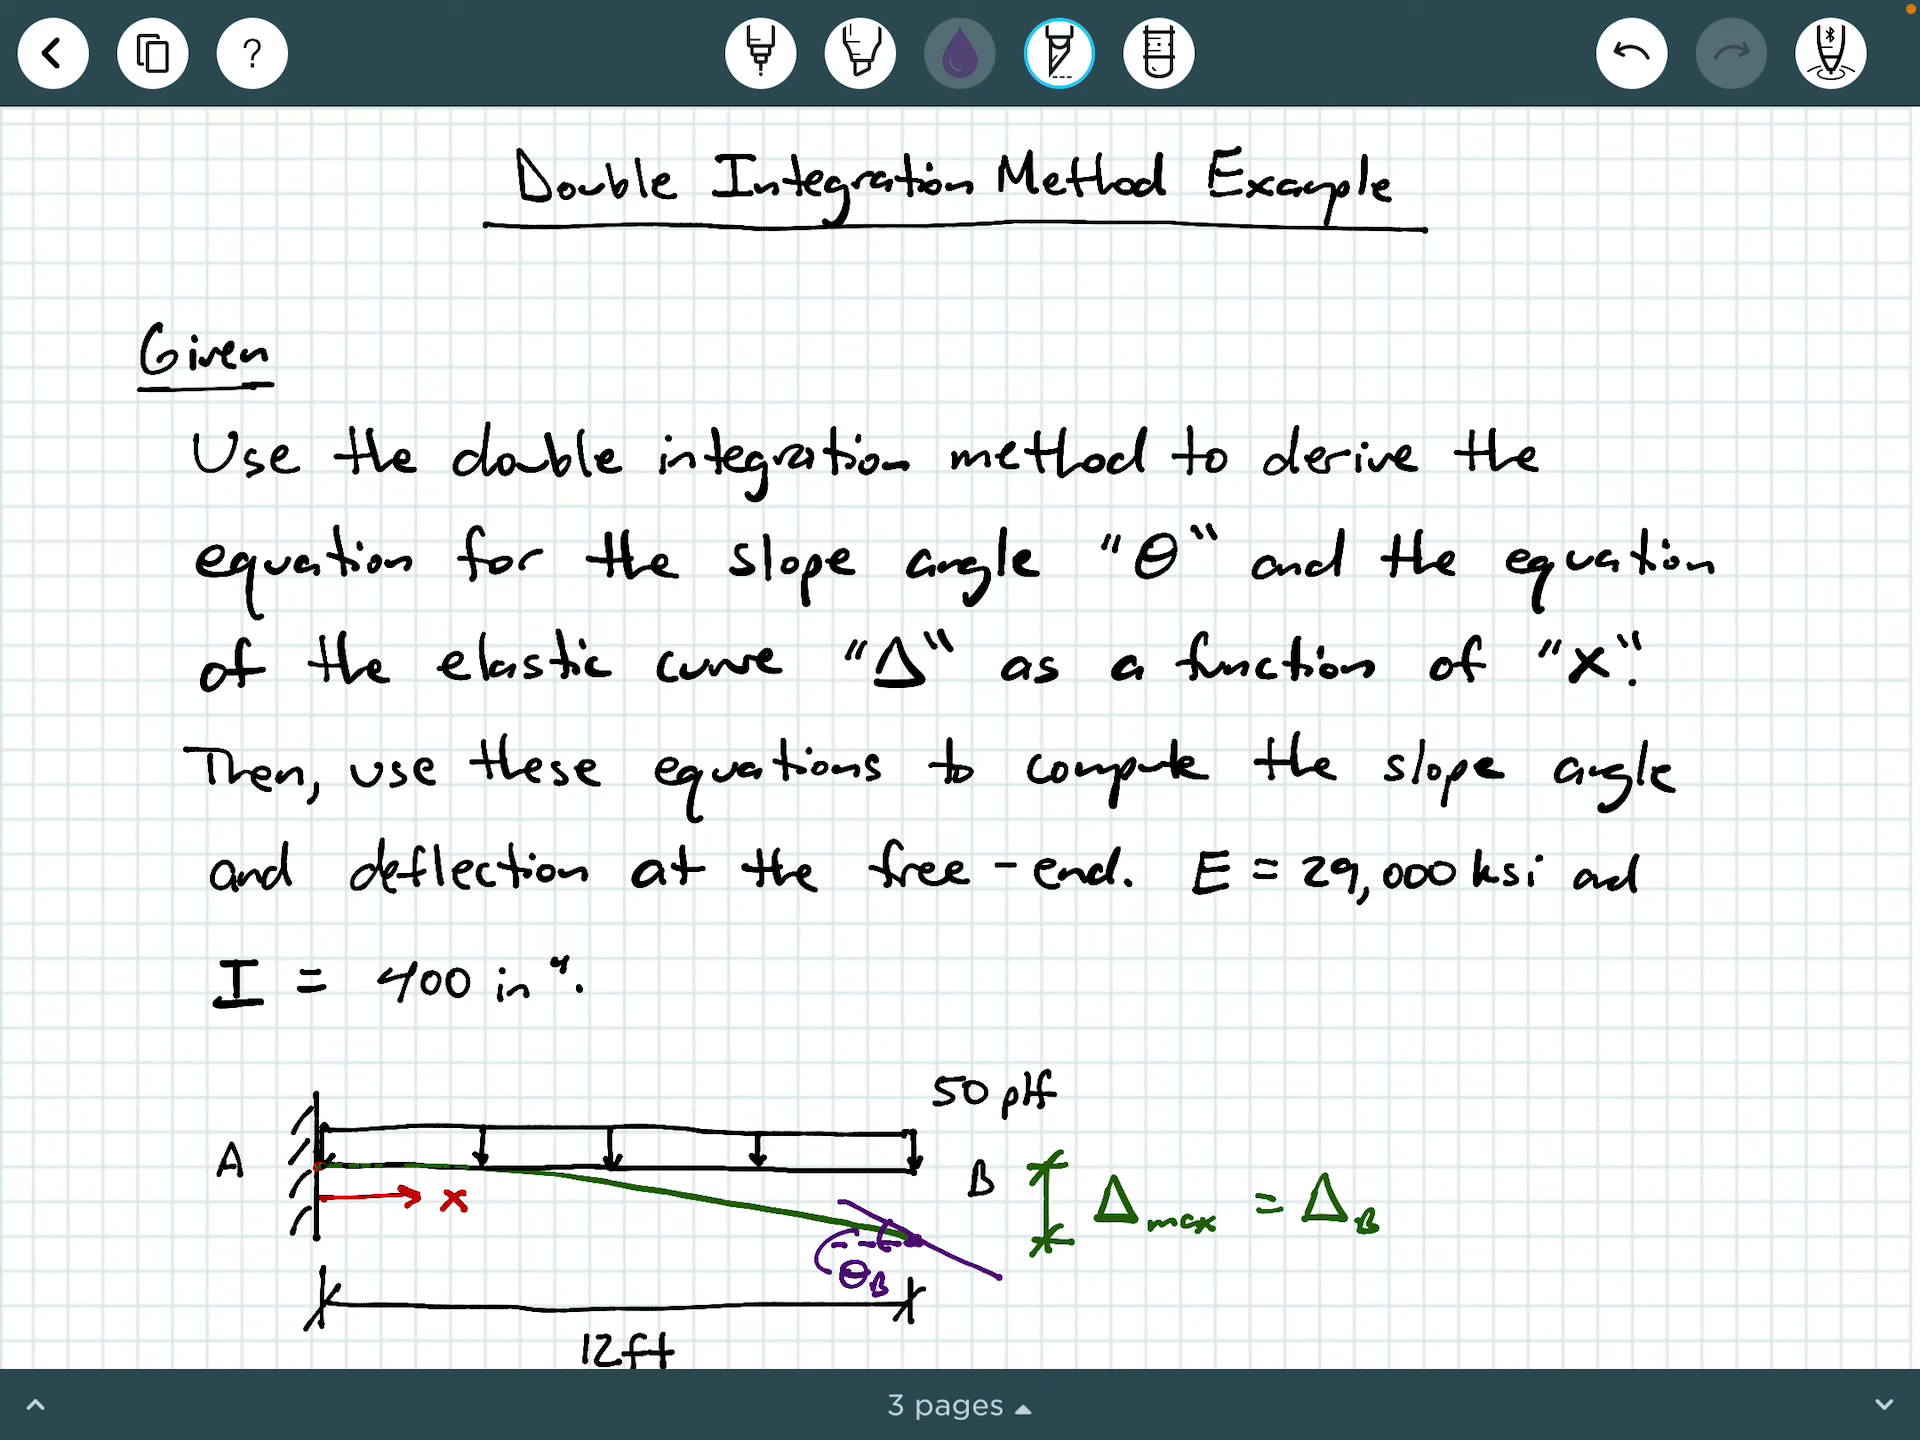 ?
Double Integration Method Example
Given
Use the double integration method to derive the
equation for the slope angle "θ" and the equation
of the elastic curve "Δ" as a function of "x".
Then, use these equations to compute the slope angle
and deflection at the free-end. E = 29,000 ksi and
I = 400 in⁴.
50 plf
A
B
x
Δmax = ΔB
θB
12ft
3 pages